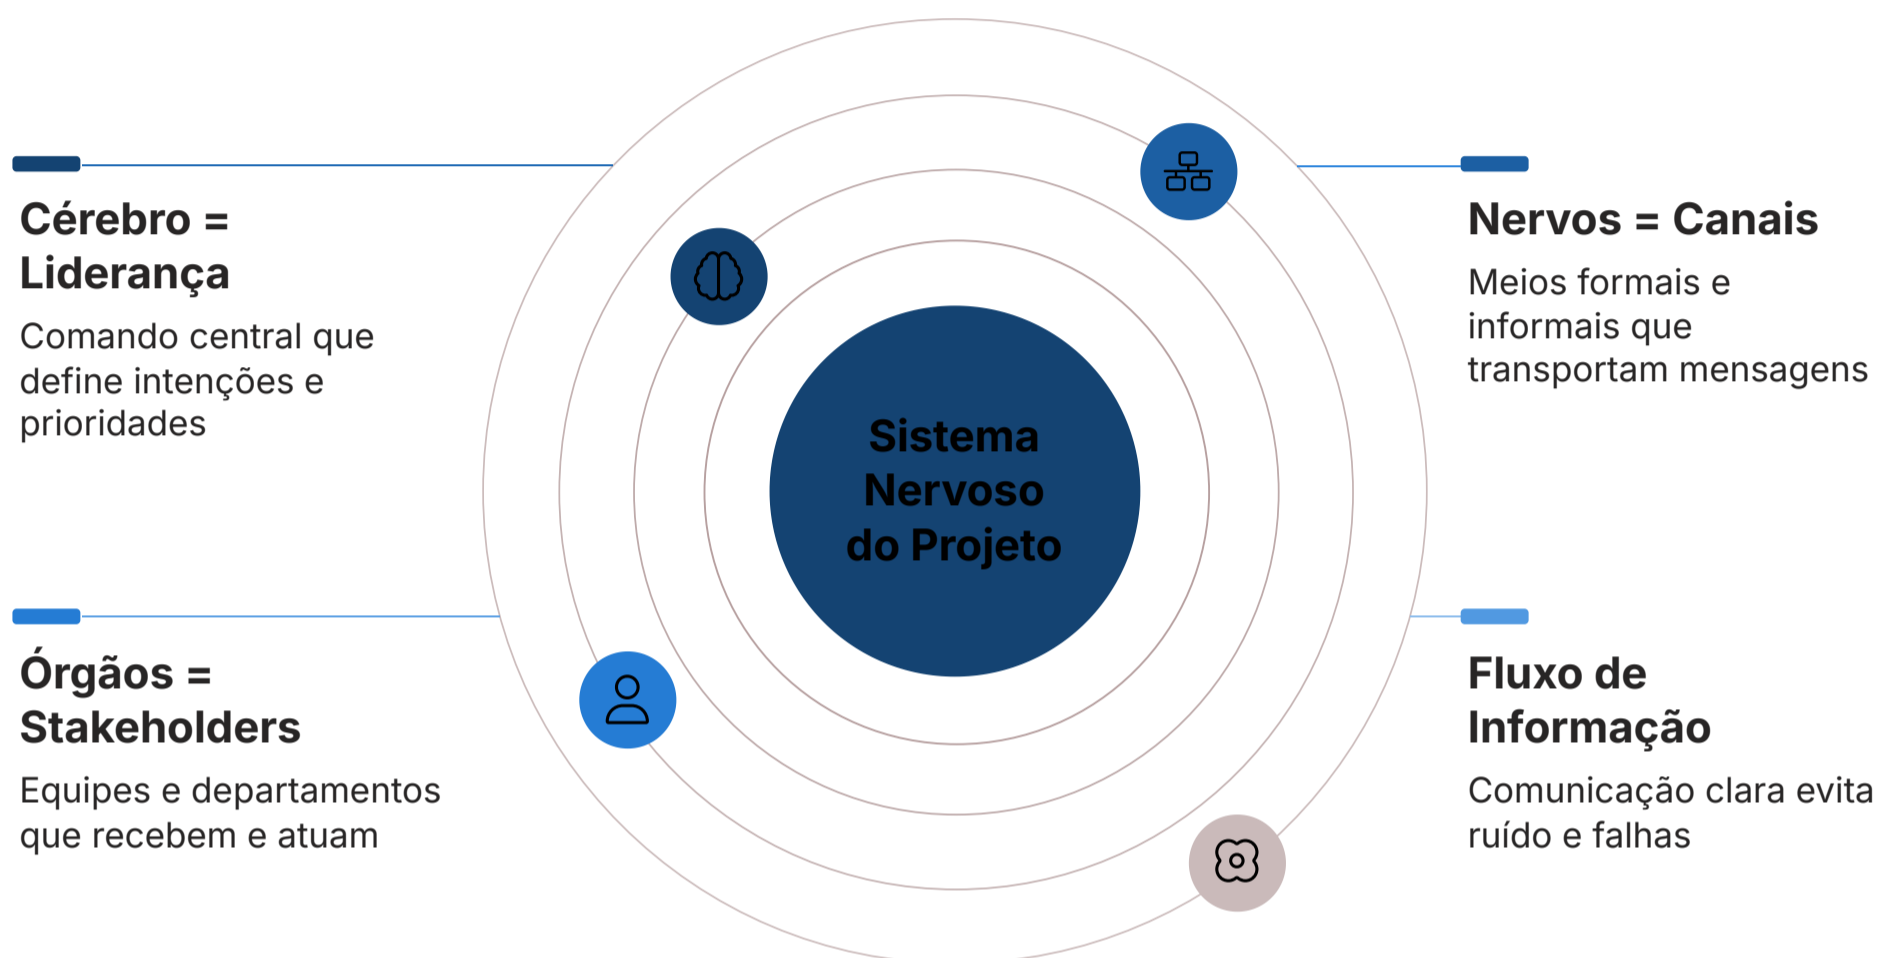 Cérebro =
Liderança
Comando central que
define intenções e
prioridades
Nervos = Canais
Meios formais e
informais que
transportam mensagens
Sistema
Nervoso
do Projeto
Órgãos =
Stakeholders
Equipes e departamentos
que recebem e atuam
Fluxo de
Informação
Comunicação clara evita
ruído e falhas